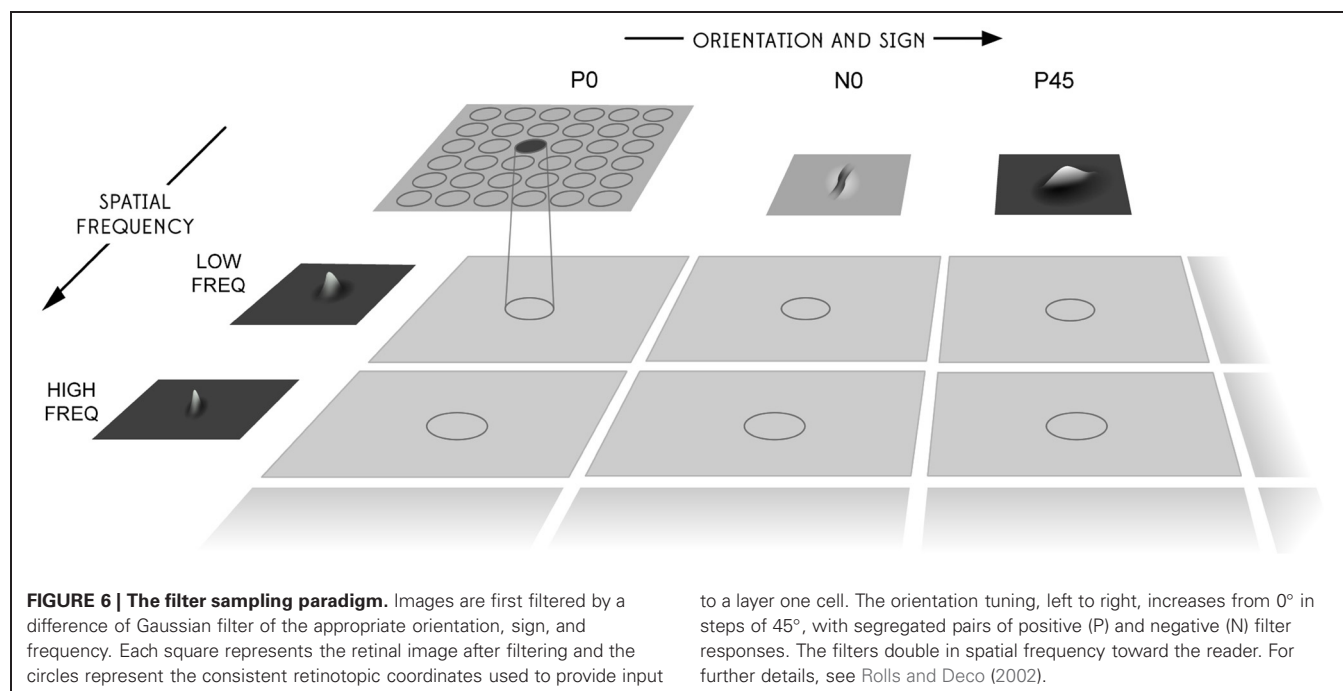 ORIENTATION AND SIGN
P0
N0
P45
SPATIAL
FREQUENCY
LOW
FREQ
HIGH
FREQ
FIGURE 6 | The filter sampling paradigm. Images are first filtered by a
difference of Gaussian filter of the appropriate orientation, sign, and
frequency. Each square represents the retinal image after filtering and the
circles represent the consistent retinotopic coordinates used to provide input
to a layer one cell. The orientation tuning, left to right, increases from 0° in
steps of 45°, with segregated pairs of positive (P) and negative (N) filter
responses. The filters double in spatial frequency toward the reader. For
further details, see Rolls and Deco (2002).